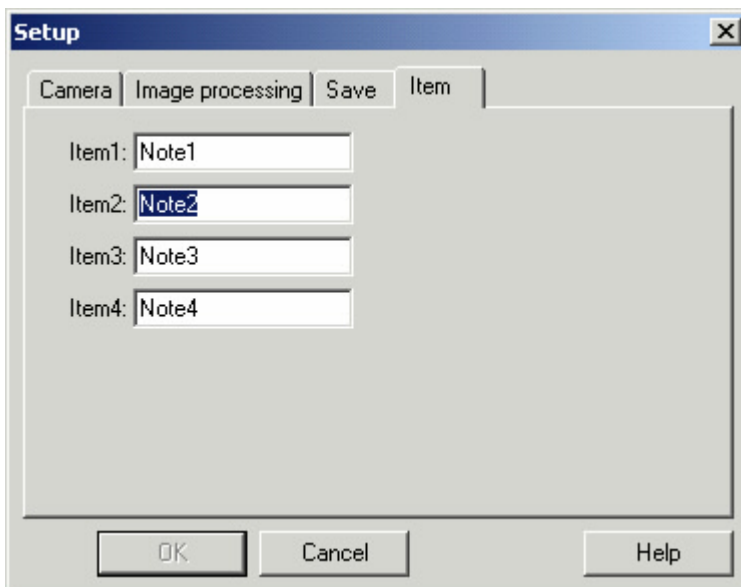 Setup
Camera Image processing Save Item
Item1: Note1
Item2: Note2
Item3: Note3
Item4: Note4
OK Cancel Help